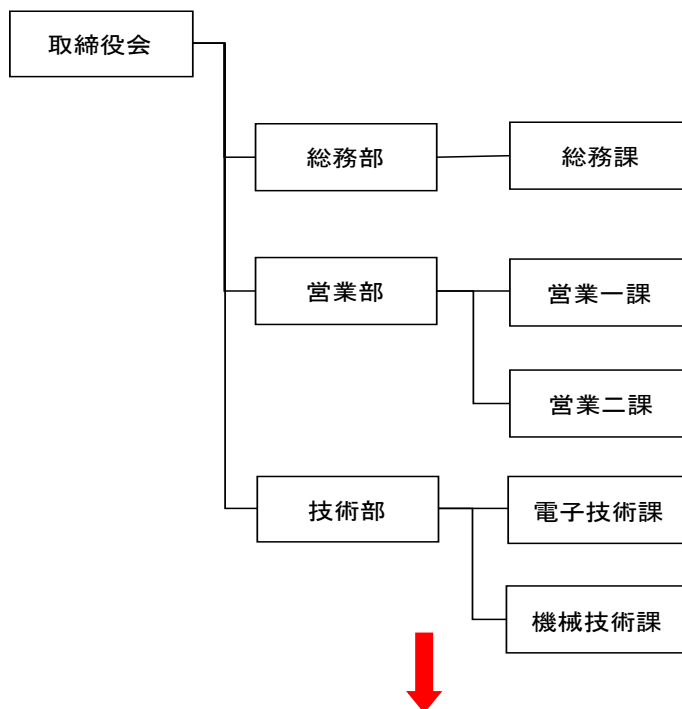 取締役会
総務部
総務課
営業部
営業一課
営業二課
技術部
電子技術課
機械技術課